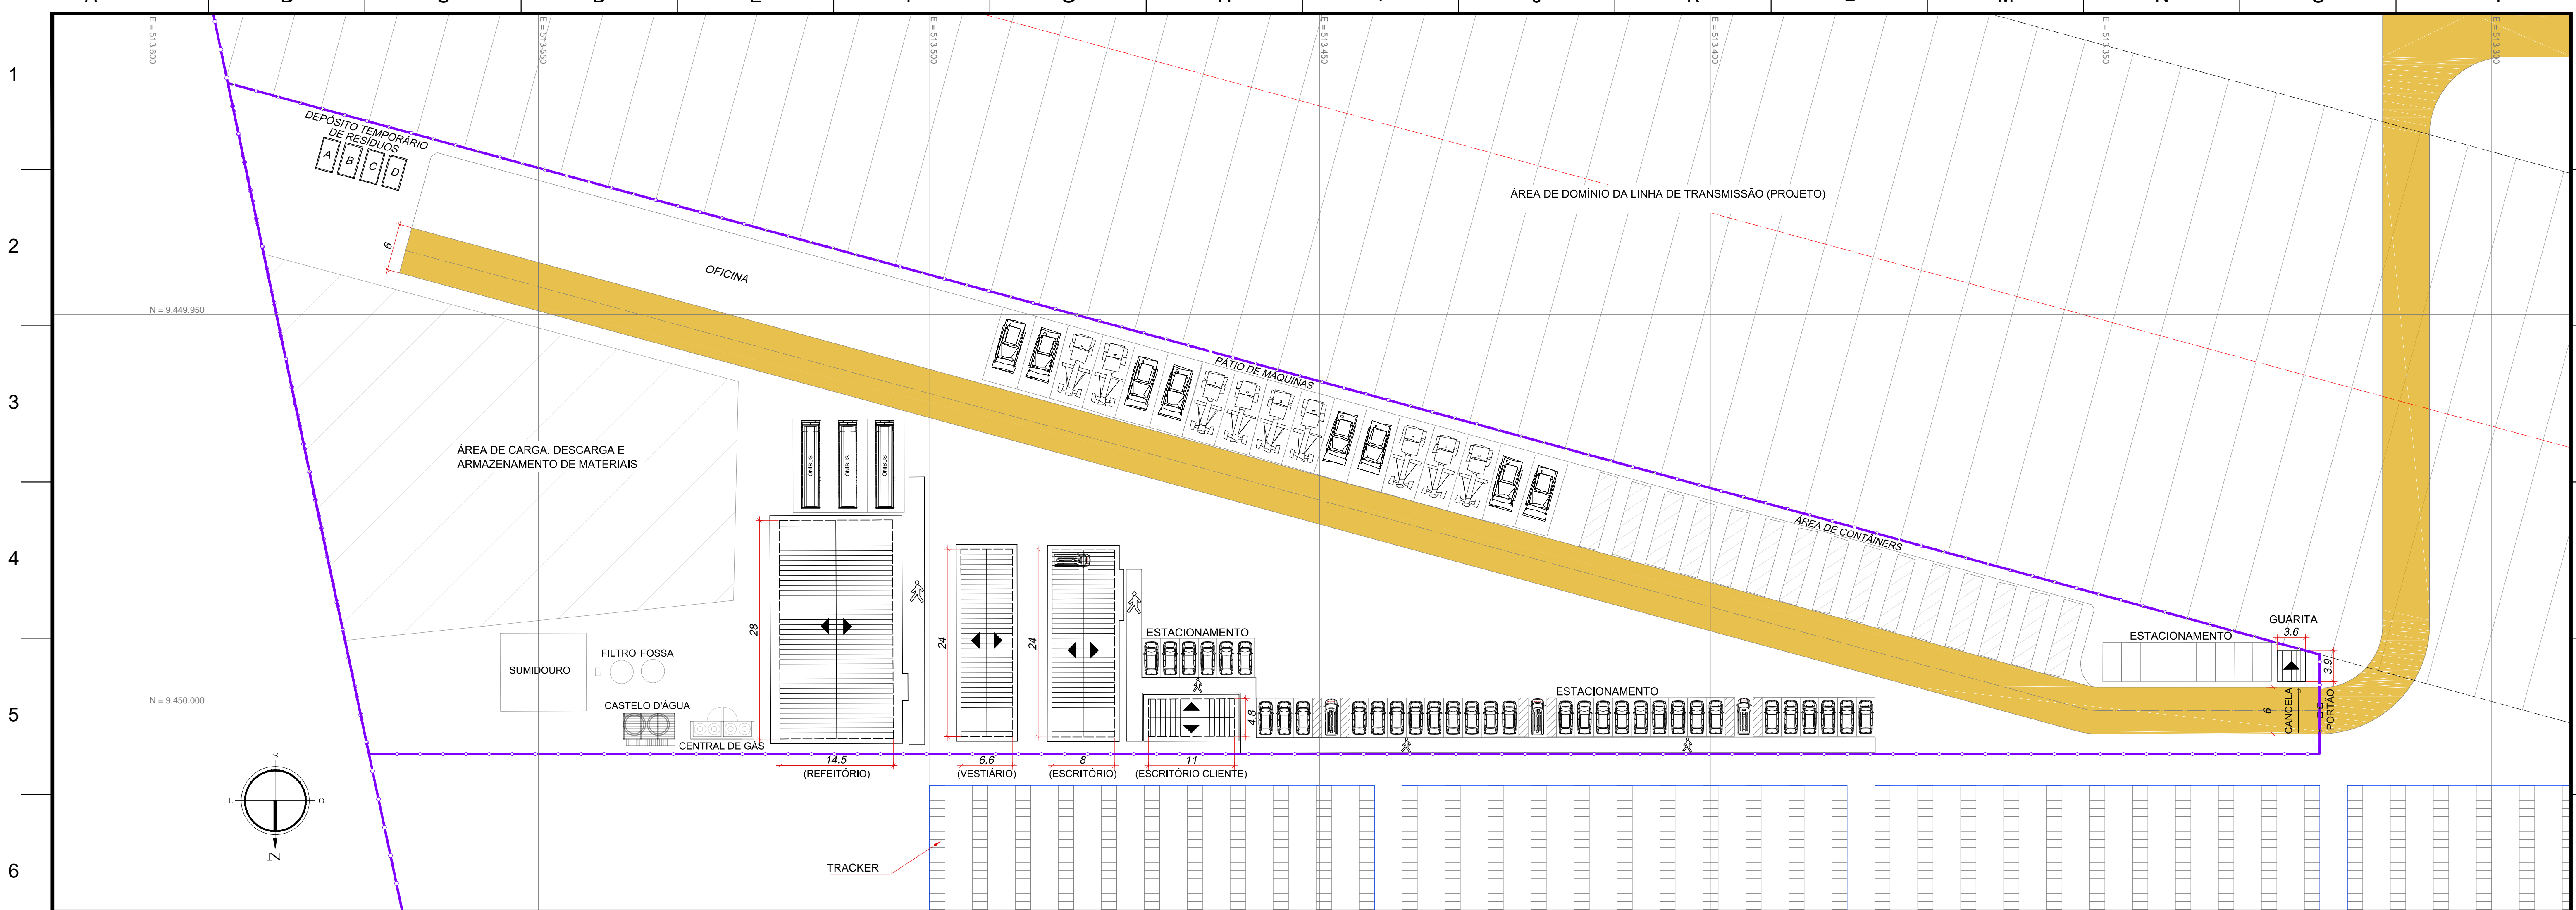 E = 513.600
E = 513.550
E = 513.500
E = 513.450
E = 513.400
E = 513.350
E = 513.300
1
2
3
4
5
6
DEPÓSITO TEMPORÁRIO
DE RESÍDUOS
A
B
C
D
6
OFICINA
ÁREA DE DOMÍNIO DA LINHA DE TRANSMISSÃO (PROJETO)
N = 9.449.950
PÁTIO DE MÁQUINAS
ÁREA DE CARGA, DESCARGA E
ARMAZENAMENTO DE MATERIAIS
ÔNIBUS
ÔNIBUS
ÔNIBUS
ÁREA DE CONTÂINERS
GUARITA
3.6
3.9
28
24
24
ESTACIONAMENTO
ESTACIONAMENTO
SUMIDOURO
FILTRO
FOSSA
N = 9.450.000
CASTELO D'ÁGUA
CENTRAL DE GÁS
4.8
ESTACIONAMENTO
6
CANCELA
PORTÃO
14.5
(REFEITÓRIO)
6.6
(VESTIÁRIO)
8
(ESCRITÓRIO)
11
(ESCRITÓRIO CLIENTE)
S
L
O
N
TRACKER